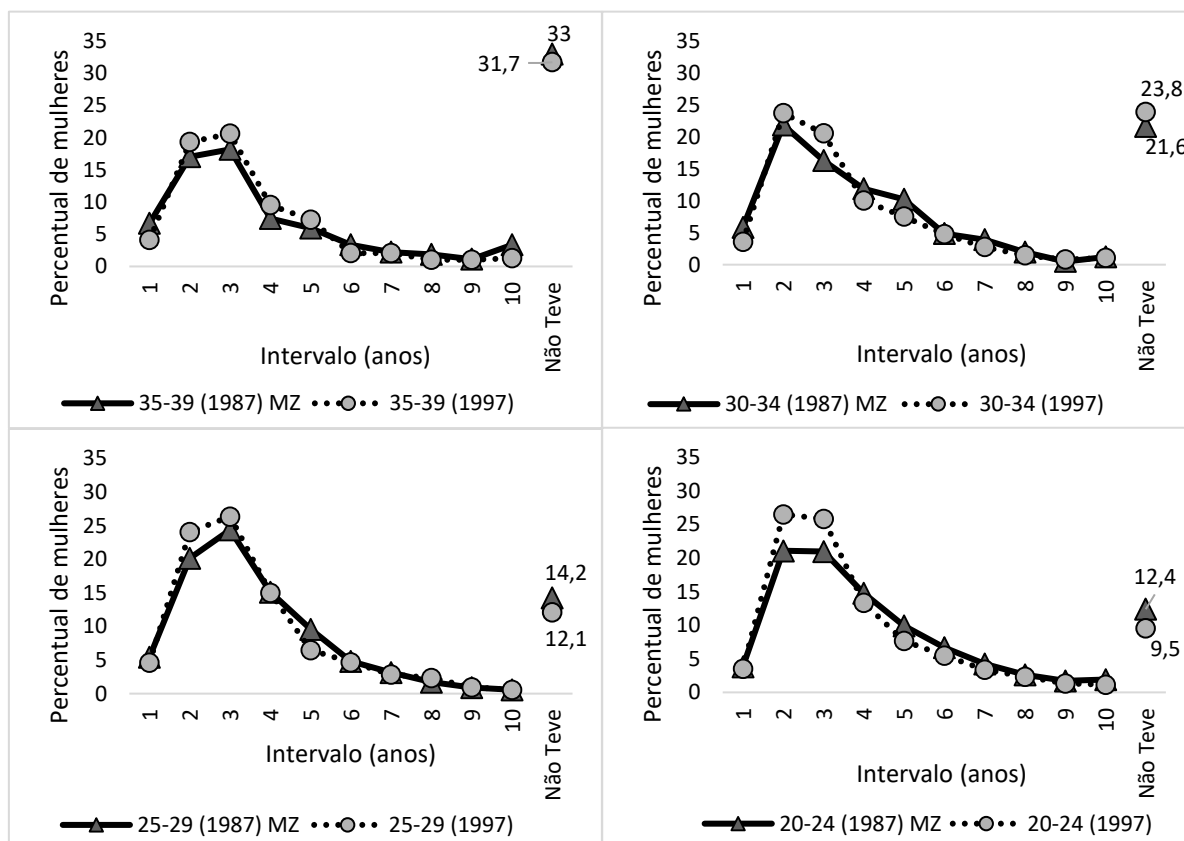 Percentual de mulheres
35
30
25
20
15
10
5
0
33
31,7
1 2 3 4 5 6 7 8 9 10 Não Teve
Intervalo (anos)
35-39 (1987) MZ 35-39 (1997)
Percentual de mulheres
35
30
25
20
15
10
5
0
23,8
21,6
1 2 3 4 5 6 7 8 9 10 Não Teve
Intervalo (anos)
30-34 (1987) MZ 30-34 (1997)
Percentual de mulheres
35
30
25
20
15
10
5
0
14,2
12,1
1 2 3 4 5 6 7 8 9 10 Não Teve
Intervalo (anos)
25-29 (1987) MZ 25-29 (1997)
Percentual de mulheres
35
30
25
20
15
10
5
0
12,4
9,5
1 2 3 4 5 6 7 8 9 10 Não Teve
Intervalo (anos)
20-24 (1987) MZ 20-24 (1997)